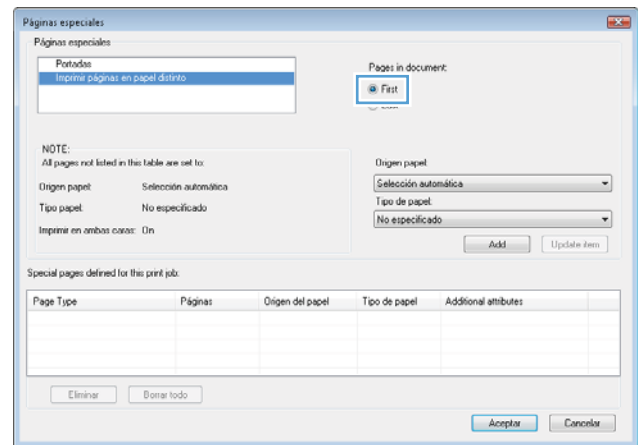 Páginas especiales
Páginas especiales
Portadas
Imprimir páginas en papel distinto
Pages in document:
First
NOTE:
All pages not listed in this table are set to:
Origen papel: Selección automática
Tipo papel: No especificado
Imprimir en ambas caras: On
Origen papel:
Selección automática
Tipo de papel:
No especificado
Add Update item
Special pages defined for this print job:
Page Type Páginas Origen del papel Tipo de papel Additional attributes
Eliminar Borrar todo
Aceptar Cancelar